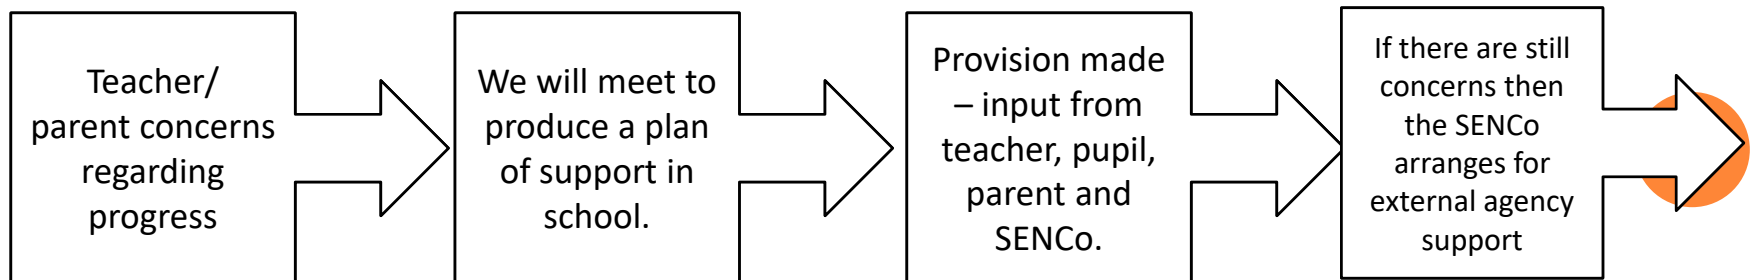 Teacher/
parent concerns
regarding
progress
We will meet to
produce a plan
of support in
school.
Provision made
– input from
teacher, pupil,
parent and
SENCo.
If there are still
concerns then
the SENCo
arranges for
external agency
support